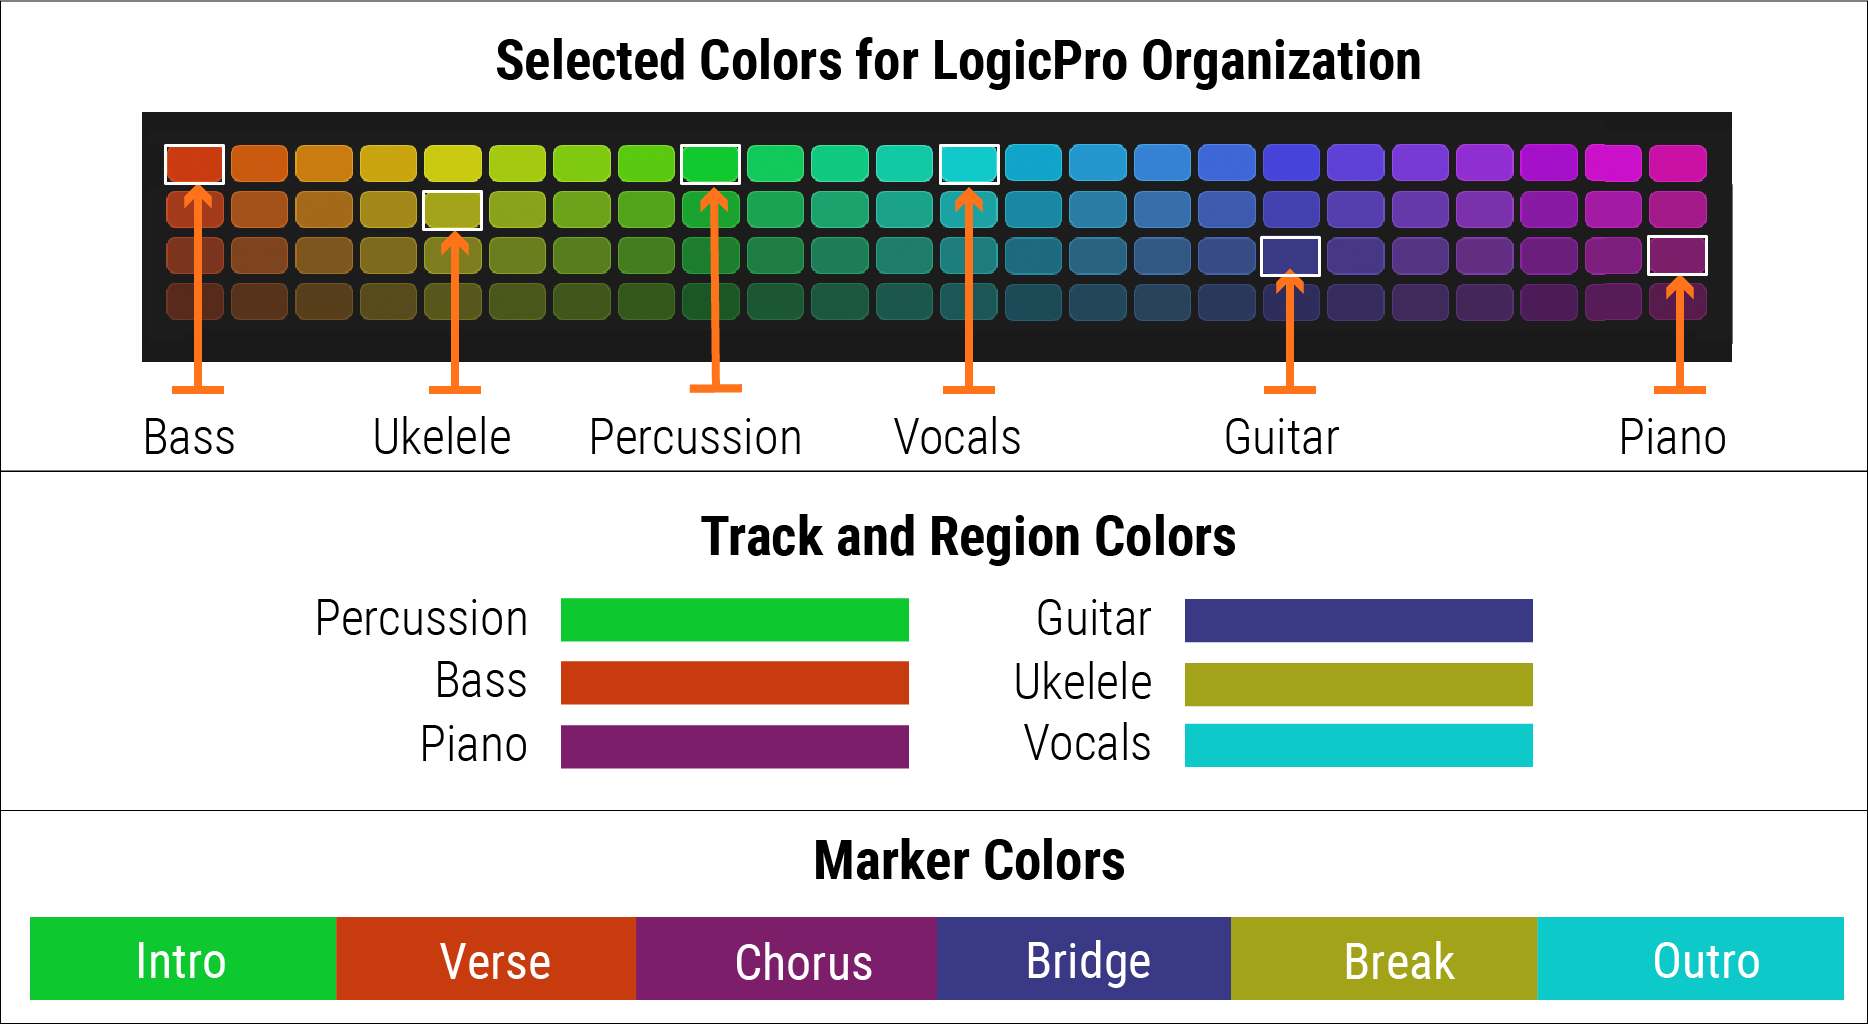 Selected Colors for LogicPro Organization
Bass Ukelele Percussion Vocals Guitar Piano
Track and Region Colors
Percussion
Bass
Piano
Guitar
Ukelele
Vocals
Marker Colors
Intro Verse Chorus Bridge Break Outro